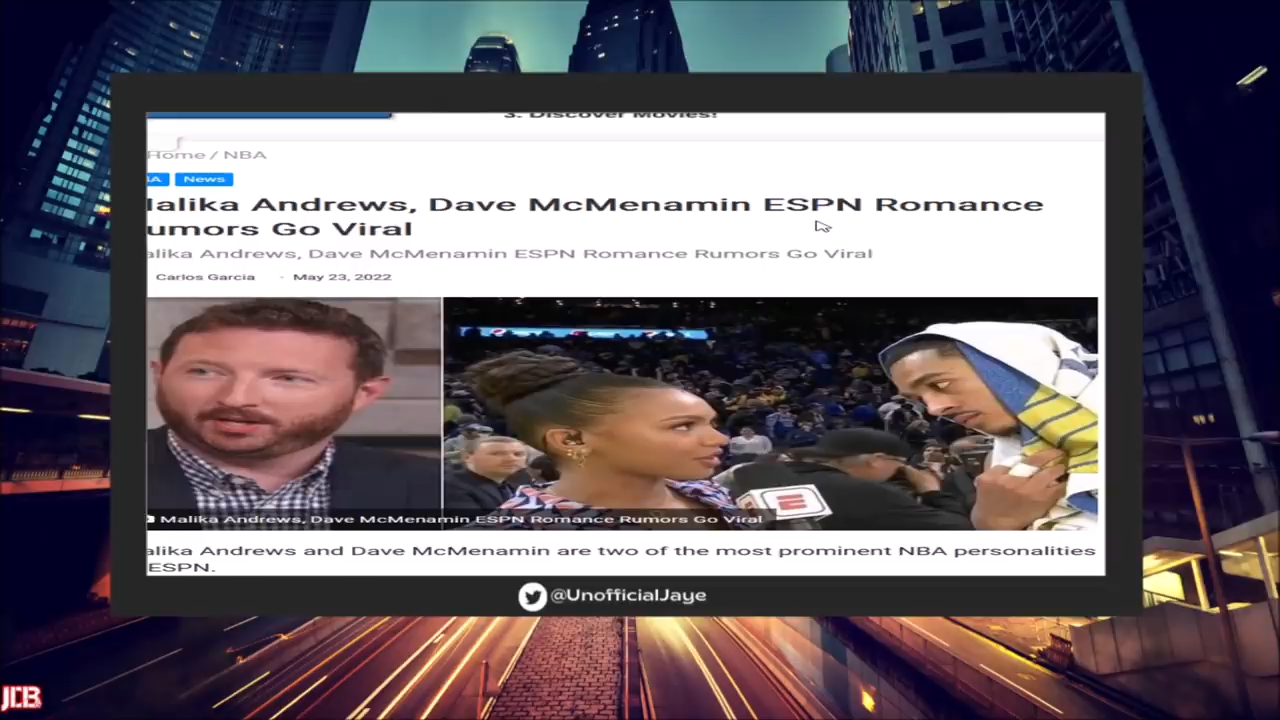 3. Discover Movies!
Home / NBA
BA News
Malika Andrews, Dave McMenamin ESPN Romance
umors Go Viral
alika Andrews, Dave McMenamin ESPN Romance Rumors Go Viral
Carlos Garcia - May 23, 2022
Malika Andrews, Dave McMenamin ESPN Romance Rumors Go Viral
alika Andrews and Dave McMenamin are two of the most prominent NBA personalities
ESPN.
@UnofficialJaye
JCB